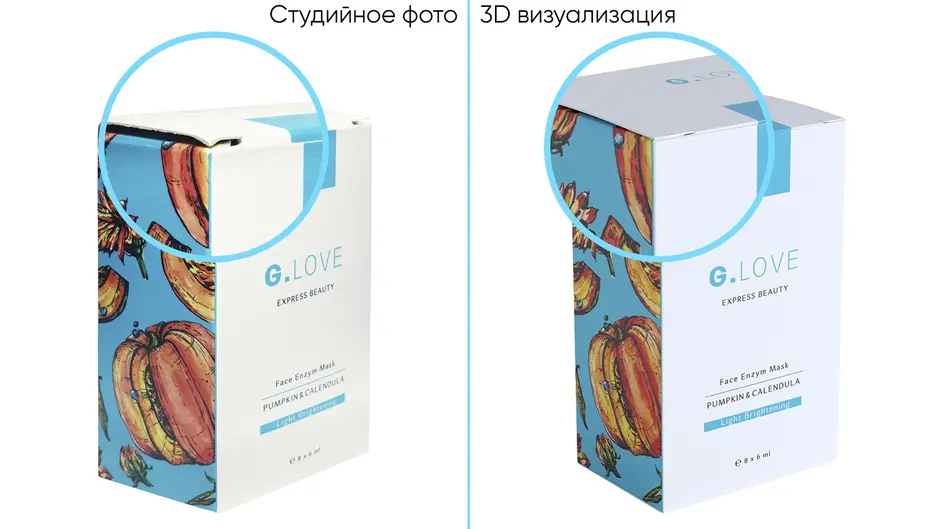 Студийное фото
3D визуализация
G.LOVE
EXPRESS BEAUTY
Face Enzym Mask
PUMPKIN & CALENDULA
Light Brightening
℮ 8 x 6 ml
G.LOVE
G.LOVE
EXPRESS BEAUTY
Face Enzym Mask
PUMPKIN & CALENDULA
Light Brightening
℮ 8 x 6 ml